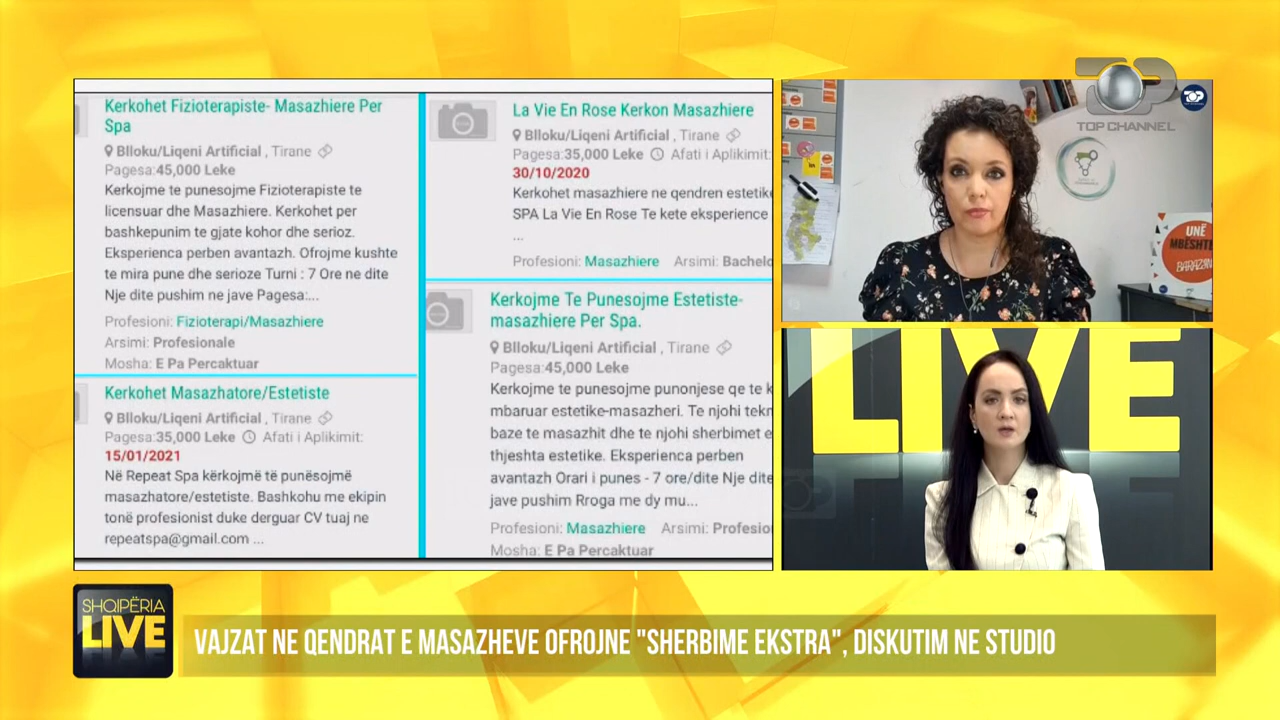 Kerkohet Fizioterapiste- Masazhiere Per
Spa
Blloku/Liqeni Artificial , Tirane
Pagesa:45,000 Leke
Kerkojme te punesojme Fizioterapiste te
licensuar dhe Masazhiere. Kerkohet per
bashkepunim te gjate kohor dhe serioz.
Eksperienca perben avantazh. Ofrojme kushte
te mira pune dhe serioze Turni : 7 Ore ne dite
Nje dite pushim ne jave Pagesa:...
Profesioni: Fizioterapi/Masazhiere
Arsimi: Profesionale
Mosha: E Pa Percaktuar
Kerkohet Masazhatore/Estetiste
Blloku/Liqeni Artificial , Tirane
Pagesa:35,000 Leke Afati i Aplikimit:
15/01/2021
Në Repeat Spa kërkojmë të punësojmë
masazhatore/estetiste. Bashkohu me ekipin
tonë profesionist duke derguar CV tuaj ne
repeatspa@gmail.com ...
La Vie En Rose Kerkon Masazhiere
Blloku/Liqeni Artificial , Tirane
Pagesa:35,000 Leke Afati i Aplikimit:
30/10/2020
Kerkohet masazhiere ne qendren estetike
SPA La Vie En Rose Te kete eksperience
...
Profesioni: Masazhiere Arsimi: Bachelo
Kerkojme Te Punesojme Estetiste-
masazhiere Per Spa.
Blloku/Liqeni Artificial , Tirane
Pagesa:45,000 Leke
Kerkojme te punesojme punonjese qe te k
mbaruar estetike-masazheri. Te njohi tekn
baze te masazhit dhe te njohi sherbimet e
thjeshta estetike. Eksperienca perben
avantazh Orari i punes - 7 ore/dite Nje dite
jave pushim Rroga me dy mu...
Profesioni: Masazhiere Arsimi: Profesio
Mosha: E Pa Percaktuar
TOP CHANNEL
UNË
MBËSHTE
BARAZIN
LIVE
SHQIPËRIA
LIVE
VAJZAT NE QENDRAT E MASAZHEVE OFROJNE "SHERBIME EKSTRA", DISKUTIM NE STUDIO